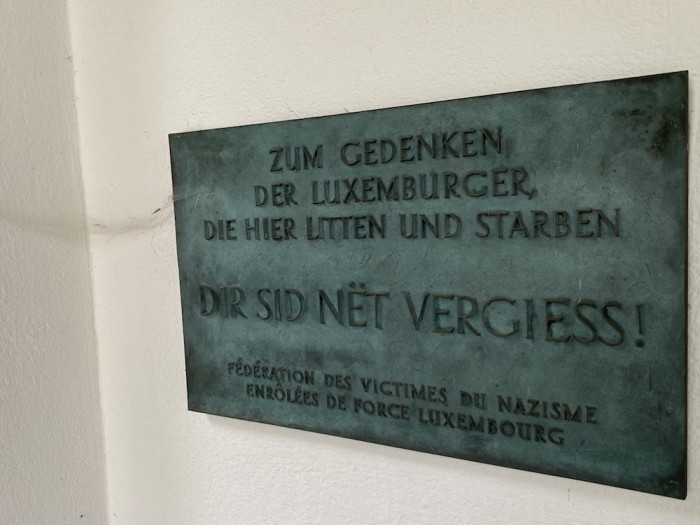 ZUM GEDENKEN
DER LUXEMBURGER,
DIE HIER LITTEN UND STARBEN
DIR SID NËT VERGIESS!
FÉDÉRATION DES VICTIMES DU NAZISME
ENRÔLÉES DE FORCE LUXEMBOURG